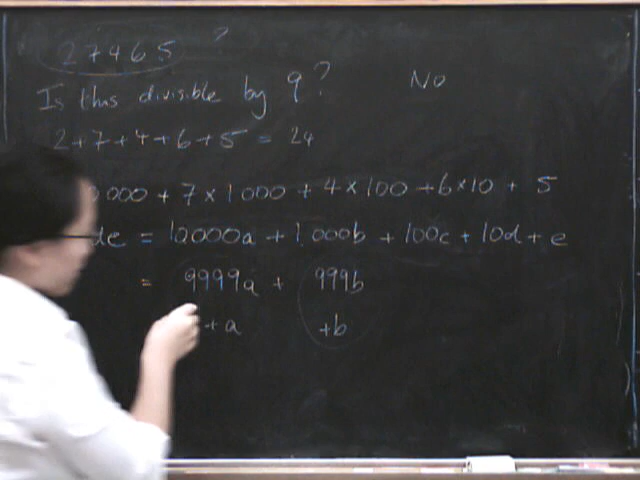 27465 ?
Is this divisible by 9? No
2+7+4+6+5 = 24
000 + 7×1000 + 4×100 +6×10 + 5
de = 10000a + 1000b + 100c + 10d + e
= 9999a + 999b
+a +b